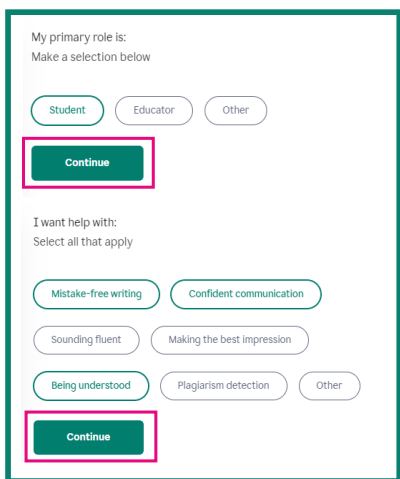 My primary role is:
Make a selection below
Student Educator Other
Continue
I want help with:
Select all that apply
Mistake-free writing Confident communication
Sounding fluent Making the best impression
Being understood Plagiarism detection Other
Continue